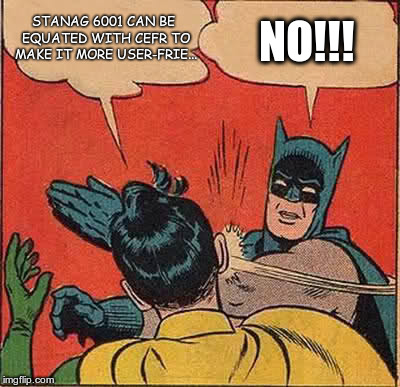 STANAG 6001 CAN BE
EQUATED WITH CEFR TO
MAKE IT MORE USER-FRIE...
NO!!!
imgflip.com